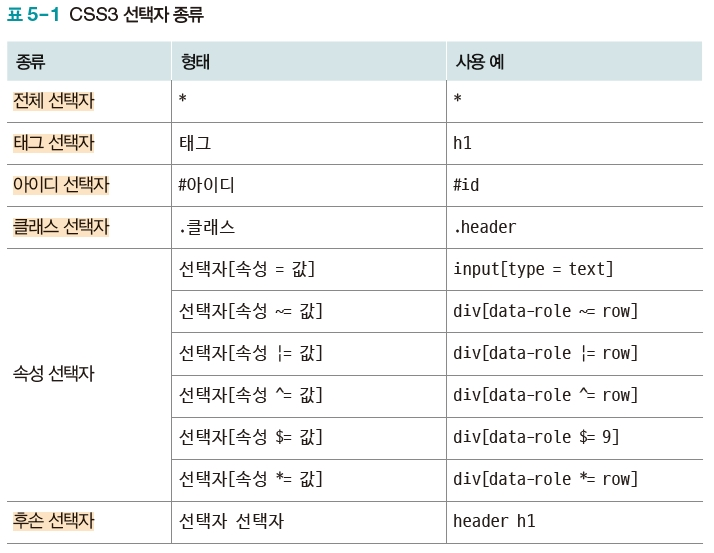 표 5-1 CSS3 선택자 종류
종류 형태 사용 예
전체 선택자 * *
태그 선택자 태그 h1
아이디 선택자 #아이디 #id
클래스 선택자 .클래스 .header
선택자[속성 = 값] input[type = text]
선택자[속성 ~= 값] div[data-role ~= row]
선택자[속성 ¦= 값] div[data-role ¦= row]
속성 선택자
선택자[속성 ^= 값] div[data-role ^= row]
선택자[속성 $= 값] div[data-role $= 9]
선택자[속성 *= 값] div[data-role *= row]
후손 선택자 선택자 선택자 header h1